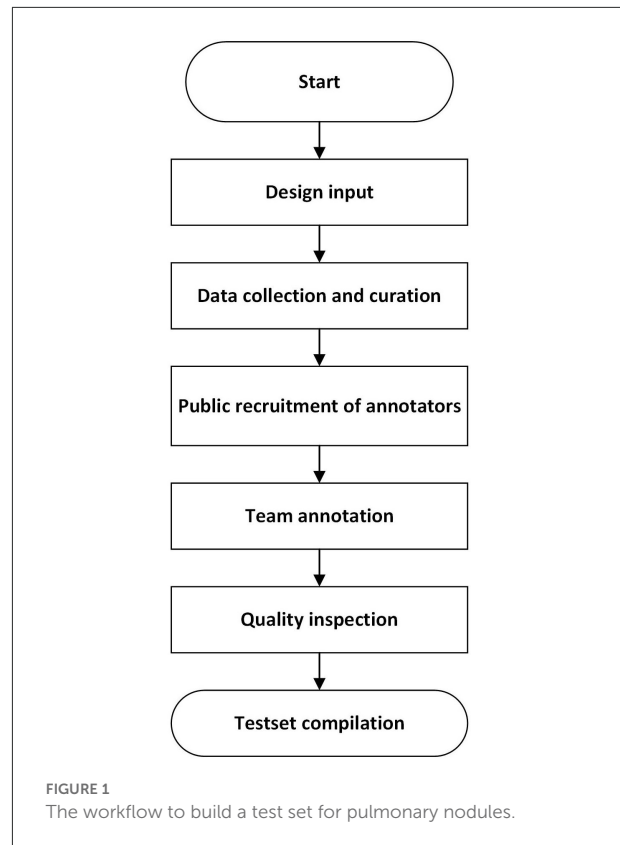 Start
Design input
Data collection and curation
Public recruitment of annotators
Team annotation
Quality inspection
Testset compilation
FIGURE 1
The workflow to build a test set for pulmonary nodules.